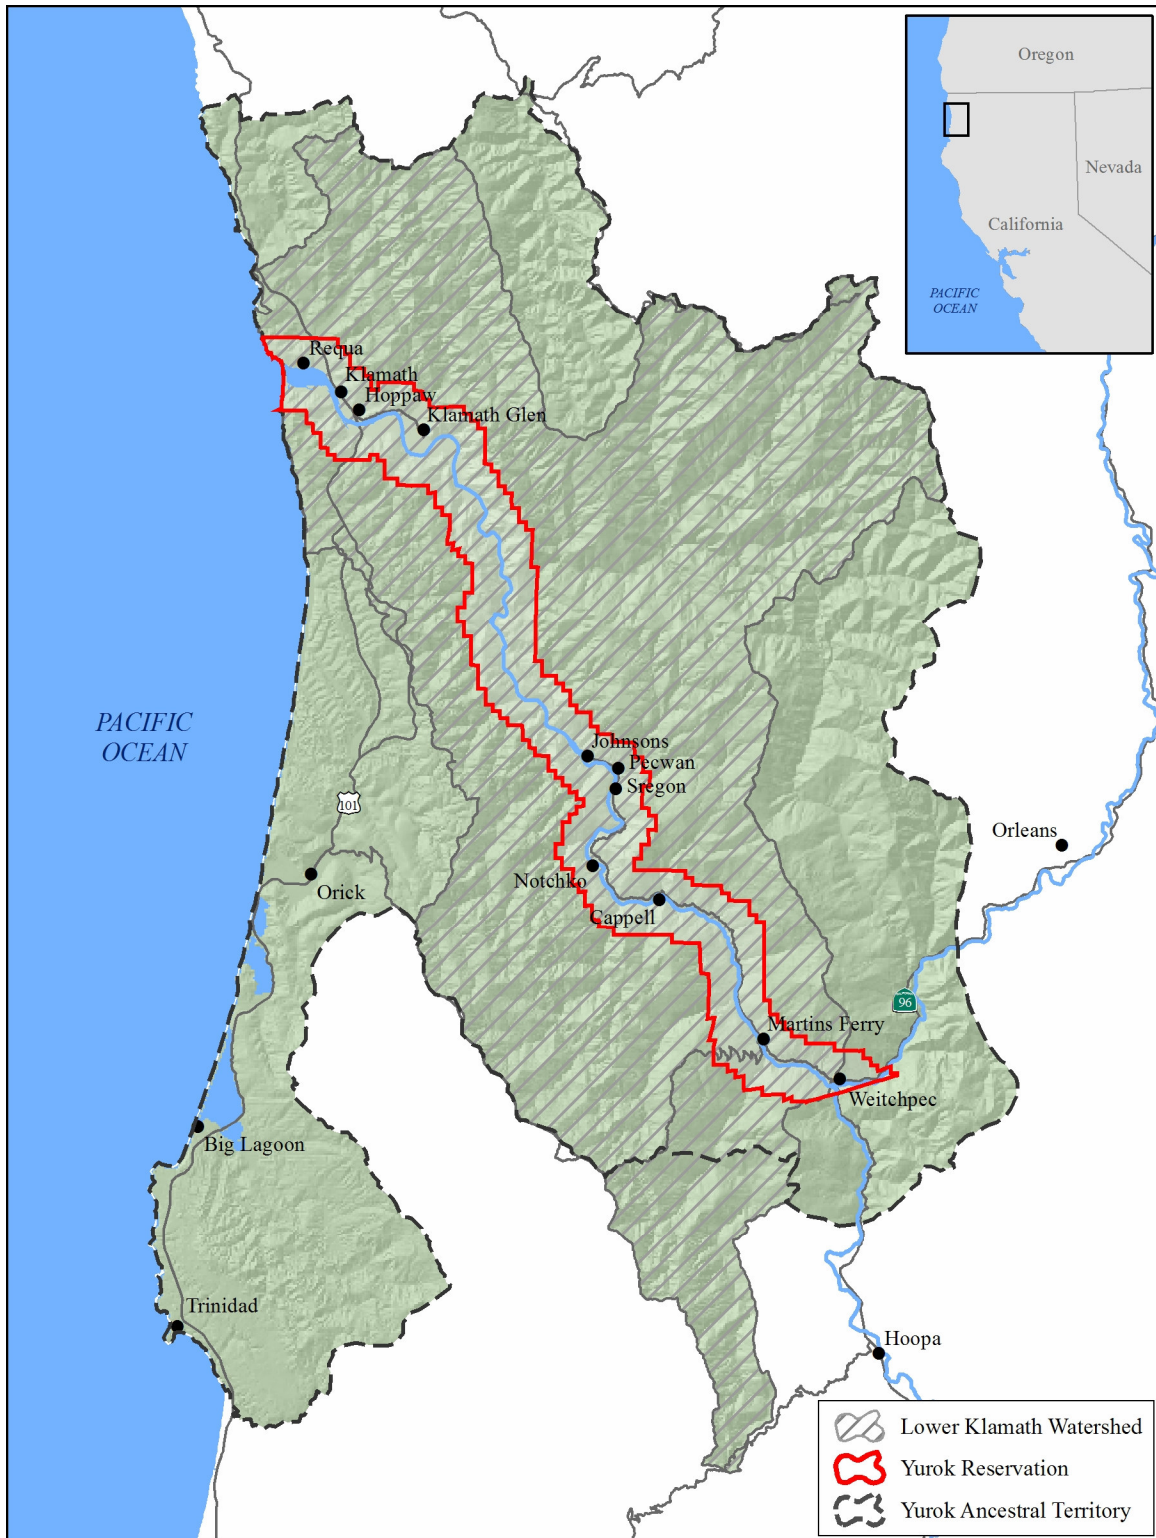 Oregon
Nevada
California
PACIFIC
OCEAN
Requa
Klamath
Hoppaw
Klamath Glen
PACIFIC
OCEAN
Johnsons
Pecwan
Sregon
101
Orleans
Orick
Notchko
Cappell
96
Martins Ferry
Weitchpec
Big Lagoon
Trinidad
Hoopa
Lower Klamath Watershed
Yurok Reservation
Yurok Ancestral Territory